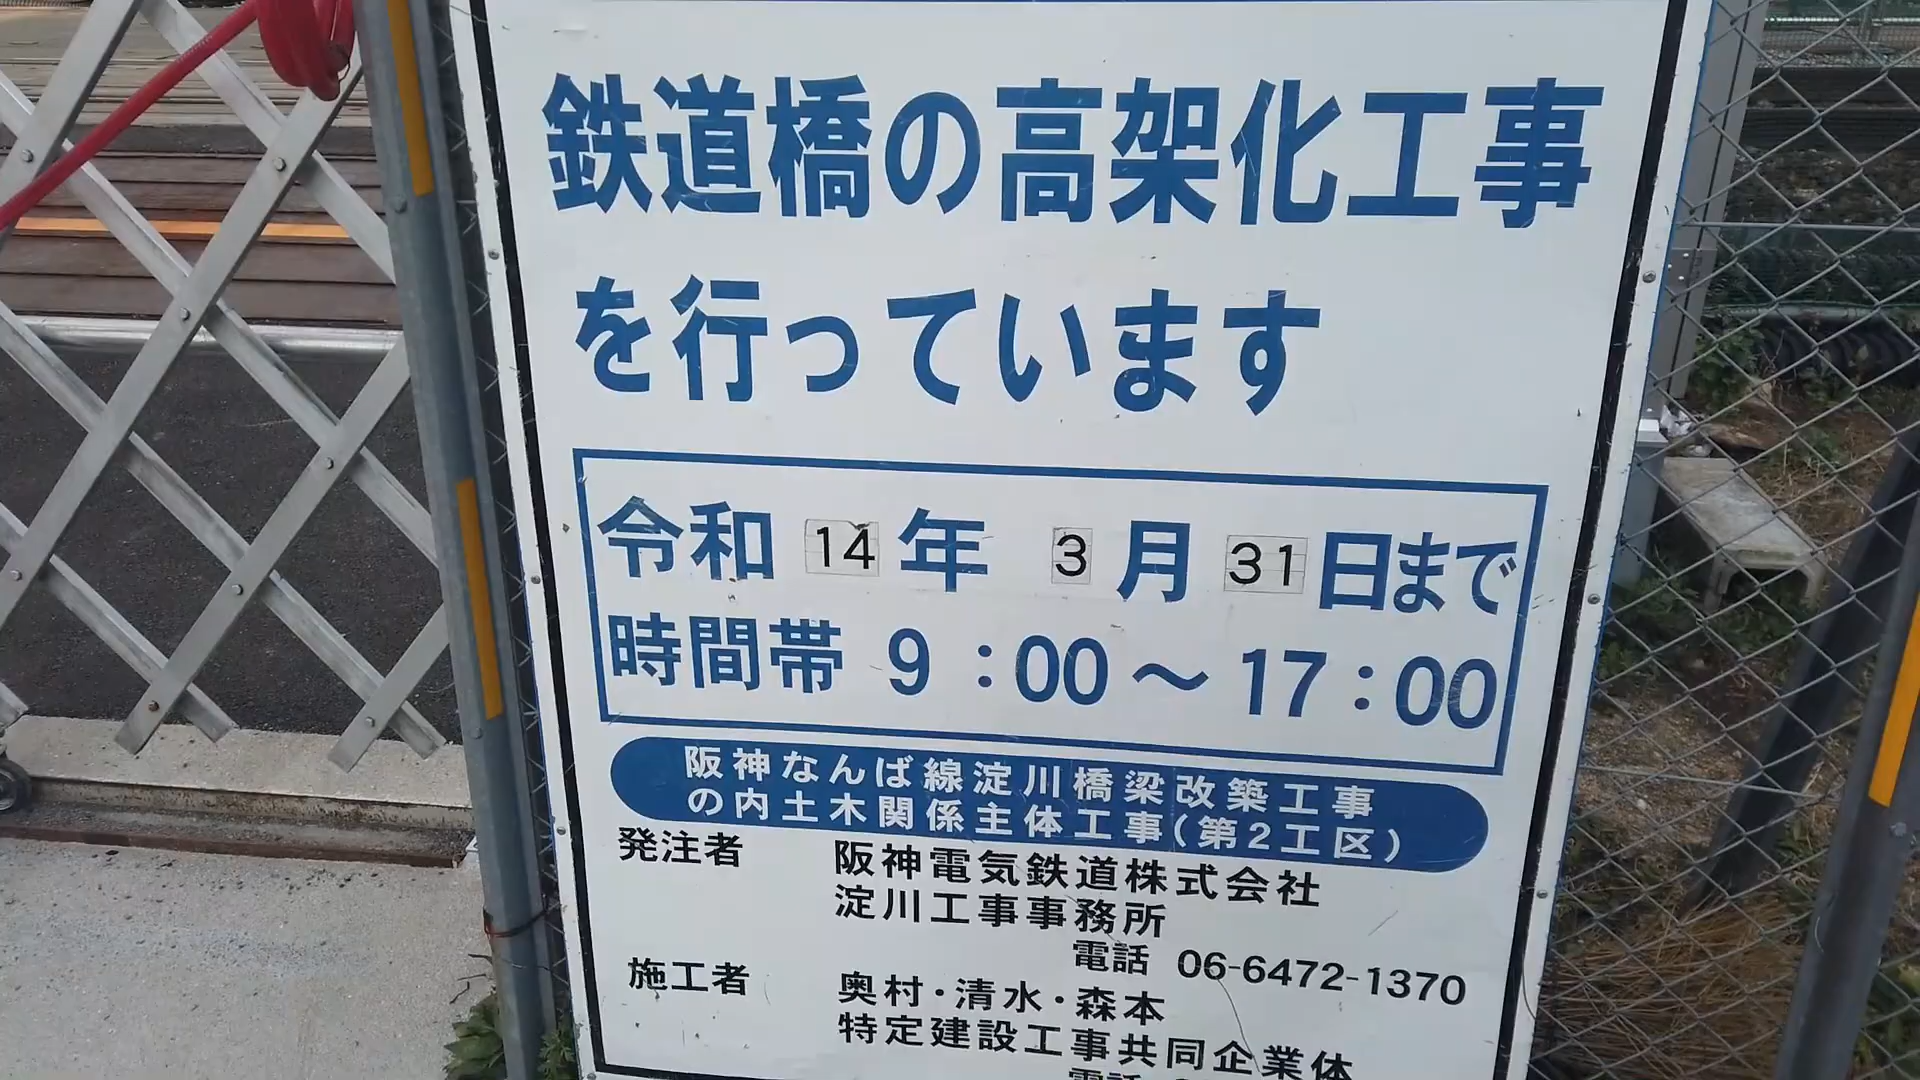 鉄道橋の高架化工事
を行っています
令和 14 年 3 月 31 日まで
時間帯 9:00～17:00
阪神なんば線淀川橋梁改築工事
の内土木関係主体工事(第2工区)
発注者 阪神電気鉄道株式会社
淀川工事事務所
電話 06-6472-1370
施工者 奥村・清水・森本
特定建設工事共同企業体
電話